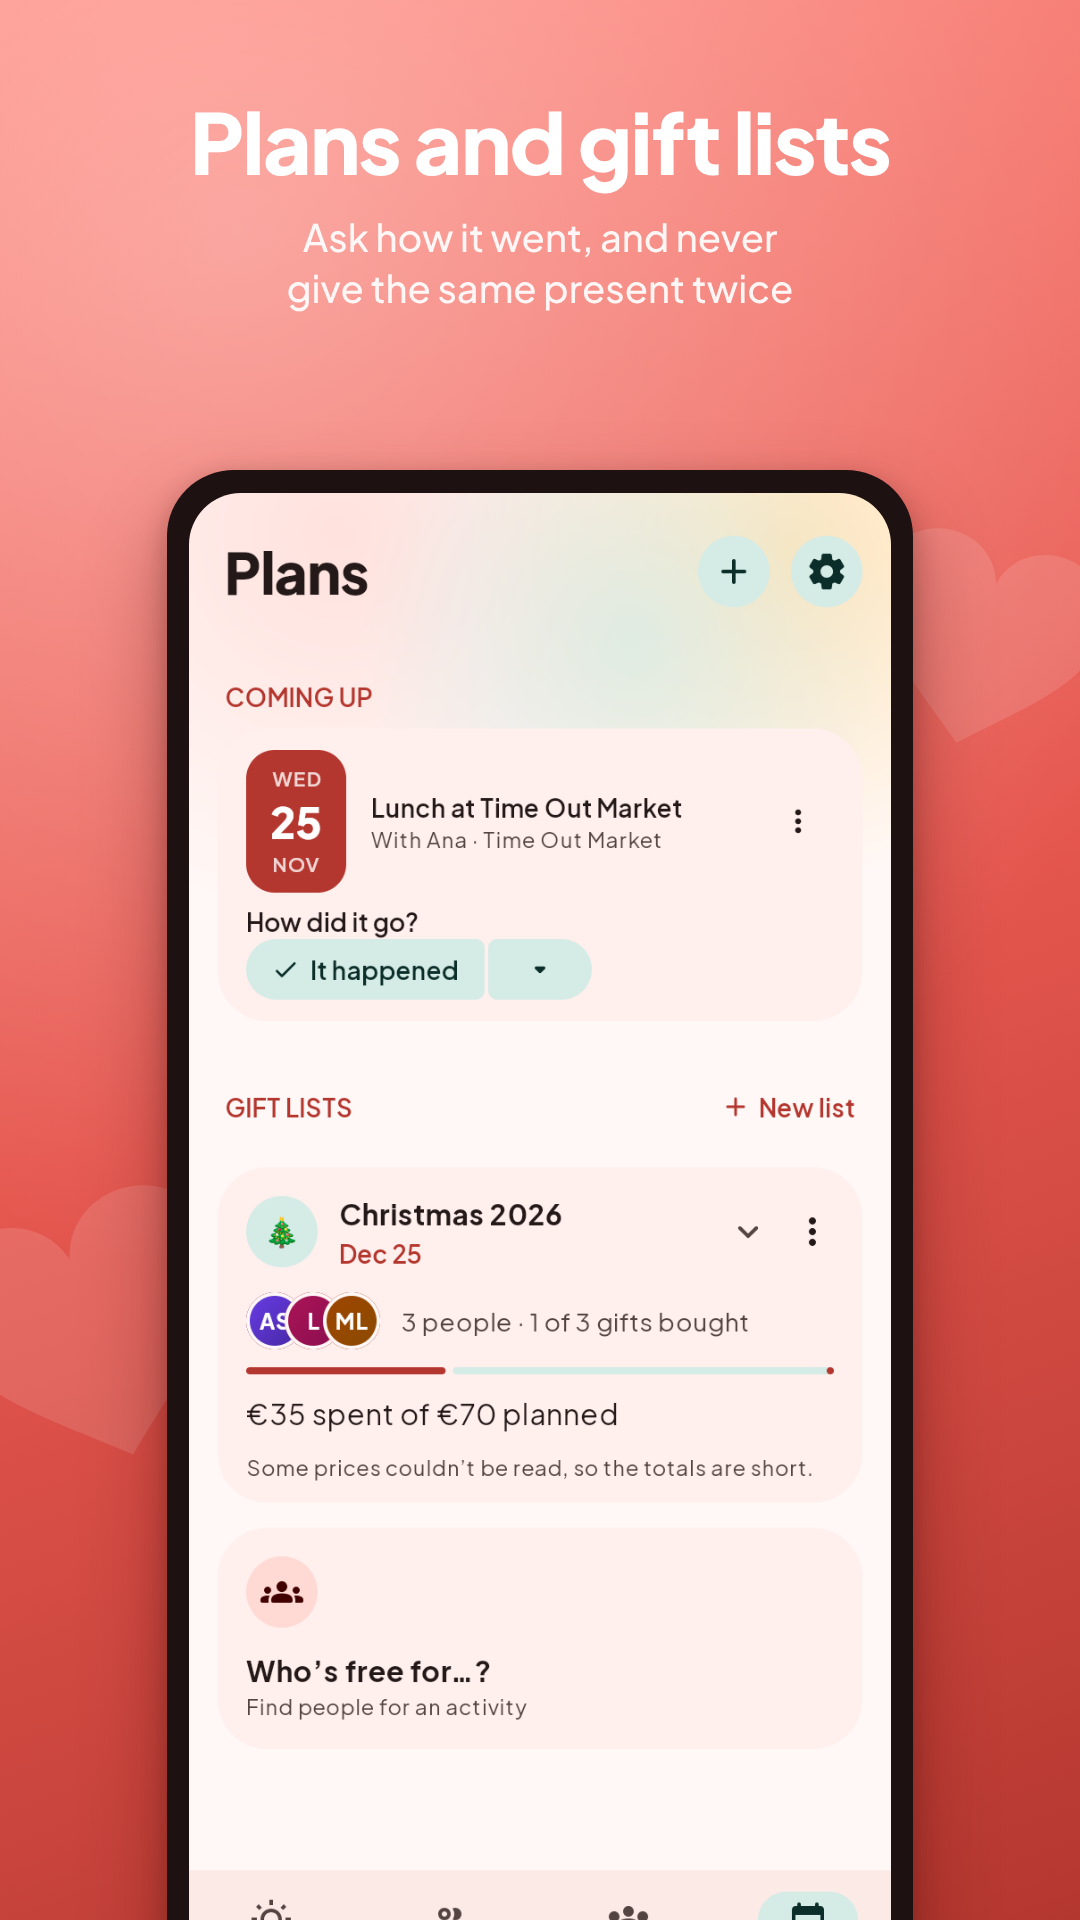 Plans and gift lists
Ask how it went, and never
give the same present twice
Plans
COMING UP
WED
25
NOV
Lunch at Time Out Market
With Ana · Time Out Market
How did it go?
It happened
GIFT LISTS
+ New list
Christmas 2026
Dec 25
AS L ML
3 people · 1 of 3 gifts bought
€35 spent of €70 planned
Some prices couldn’t be read, so the totals are short.
Who’s free for…?
Find people for an activity